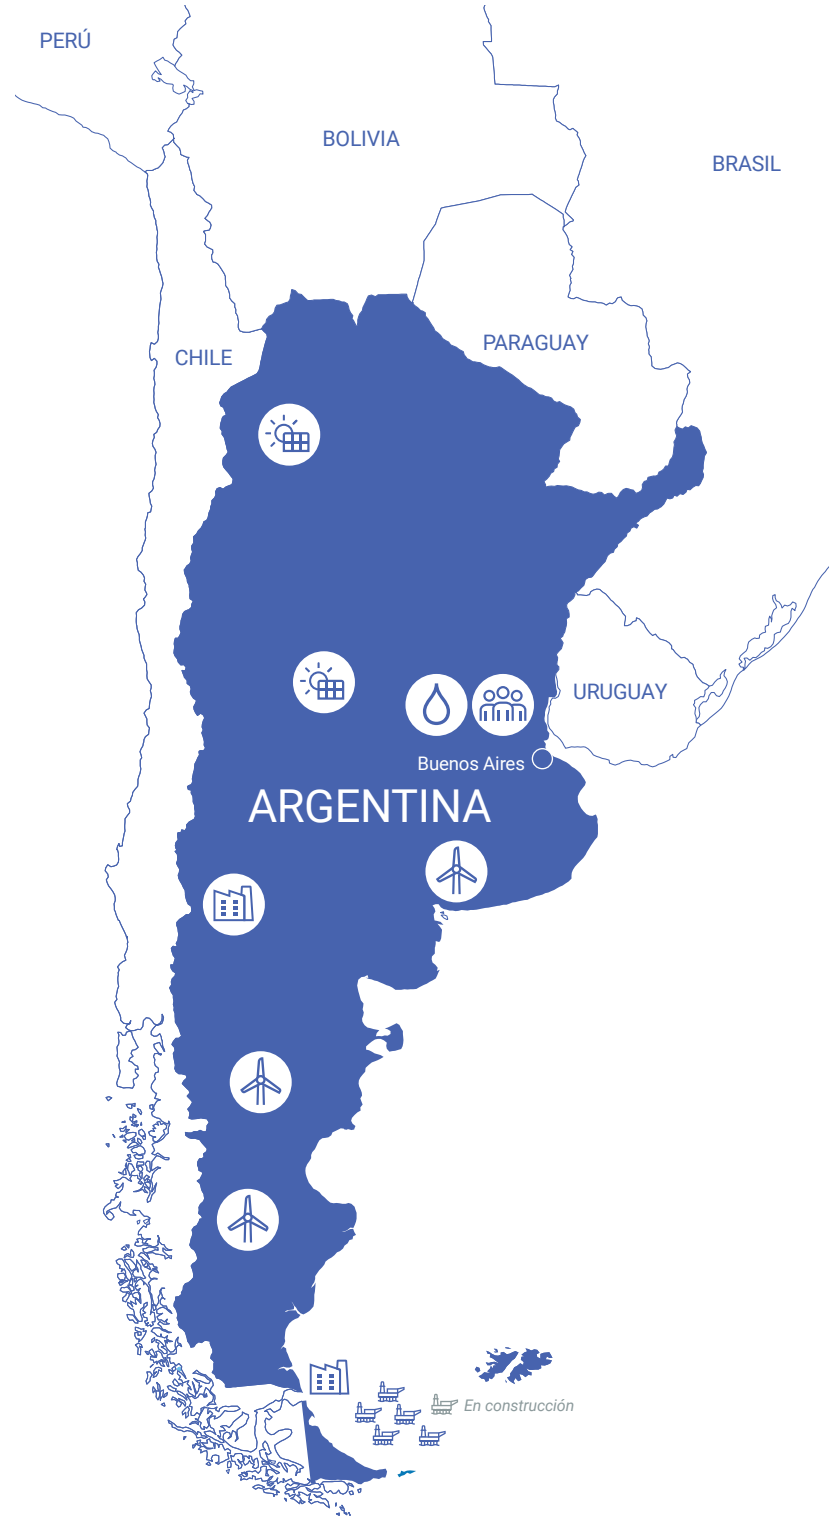 PERÚ
BOLIVIA
BRASIL
PARAGUAY
CHILE
URUGUAY
Buenos Aires
ARGENTINA
En construcción